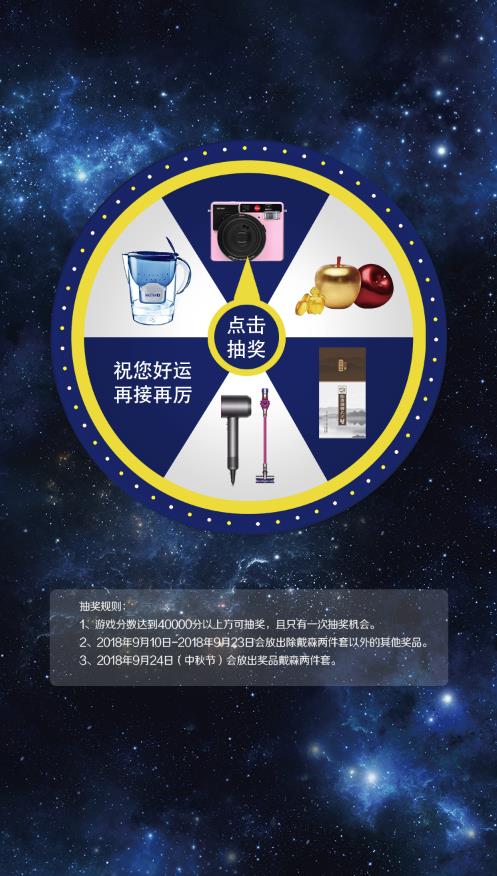 点击
抽奖
祝您好运
再接再厉
抽奖规则：
1、游戏分数达到40000分以上方可抽奖，且只有一次抽奖机会。
2、2018年9月10日-2018年9月23日会放出除戴森两件套以外的其他奖品。
3、2018年9月24日（中秋节）会放出奖品戴森两件套。